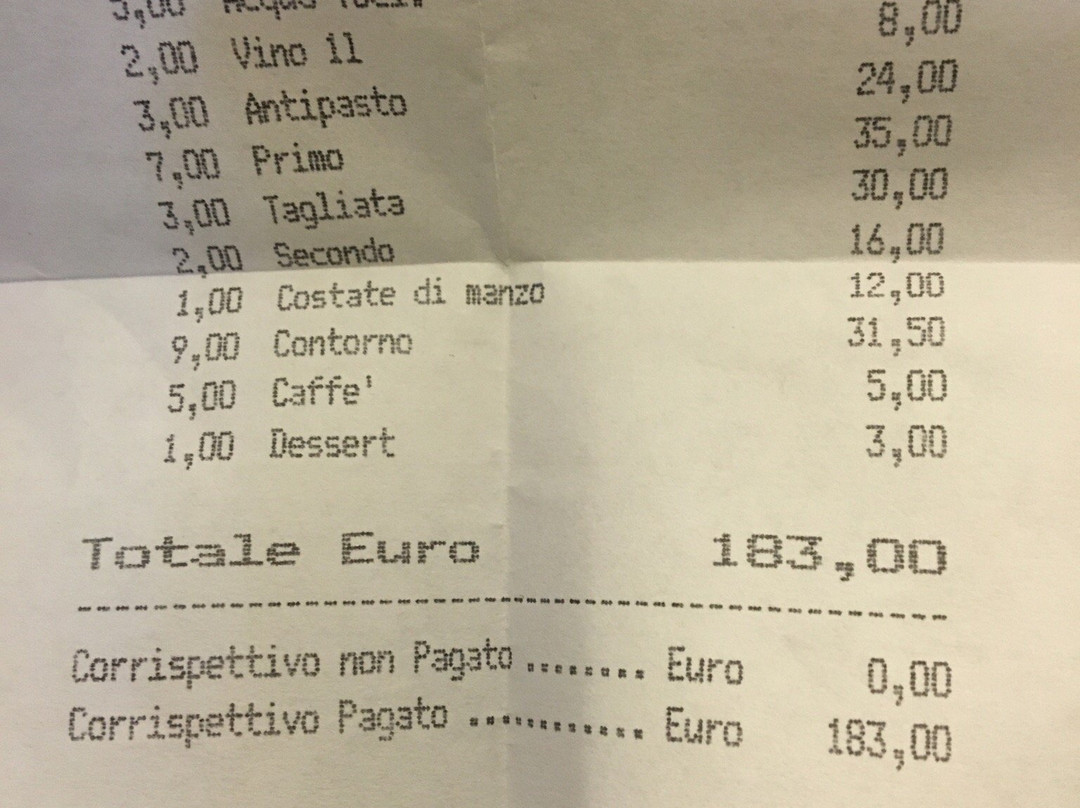 Acqua
2,00 Vino 1l 8,00
3,00 Antipasto 24,00
7,00 Primo 35,00
3,00 Tagliata 30,00
2,00 Secondo 16,00
1,00 Costate di manzo 12,00
9,00 Contorno 31,50
5,00 Caffe' 5,00
1,00 Dessert 3,00
Totale Euro 183,00
Corrispettivo non Pagato ........ Euro 0,00
Corrispettivo Pagato ............ Euro 183,00